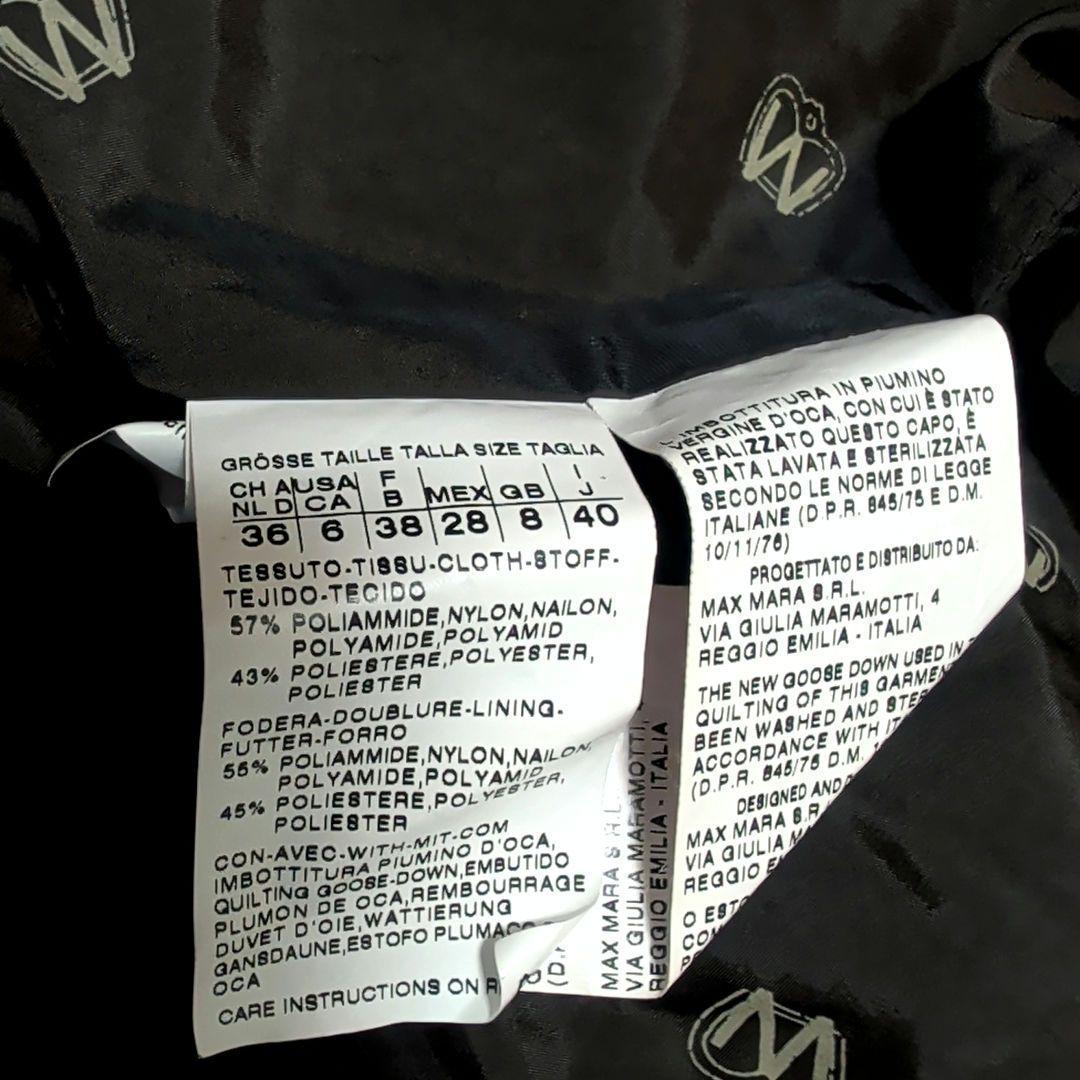 GRÖSSE TAILLE TALLA SIZE TAGLIA
CH A USA F MEX GB I
NL D CA B J
36 6 38 28 8 40
TESSUTO-TISSU-CLOTH-STOFF-
TEJIDO-TECIDO
57% POLIAMMIDE,NYLON,NAILON,
POLYAMIDE,POLYAMID
43% POLIESTERE,POLYESTER,
POLIESTER
FODERA-DOUBLURE-LINING-
FUTTER-FORRO
55% POLIAMMIDE,NYLON,NAILON,
POLYAMIDE,POLYAMID
45% POLIESTERE,POLYESTER,
POLIESTER
CON-AVEC-WITH-MIT-COM
IMBOTTITURA PIUMINO D'OCA,
QUILTING GOOSE-DOWN,EMBUTIDO
PLUMON DE OCA,REMBOURRAGE
DUVET D'OIE,WATTIERUNG
GANSDAUNE,ESTOFO PLUMACO
OCA
CARE INSTRUCTIONS ON
MAX MARA S.R.L.
VIA GIULIA MARAMOTTI,
REGGIO EMILIA - ITALIA
L'IMBOTTITURA IN PIUMINO
VERGINE D'OCA, CON CUI È STATO
REALIZZATO QUESTO CAPO, È
STATA LAVATA E STERILIZZATA
SECONDO LE NORME DI LEGGE
ITALIANE (D.P.R. 845/75 E D.M.
10/11/76)
PROGETTATO E DISTRIBUITO DA:
MAX MARA S.R.L.
VIA GIULIA MARAMOTTI, 4
REGGIO EMILIA - ITALIA
THE NEW GOOSE DOWN USED IN
QUILTING OF THIS GARMEN
BEEN WASHED AND STE
ACCORDANCE WITH IT
(D.P.R. 845/75 D.M.
DESIGNED AND
MAX MARA S.R
VIA GIULIA M
REGGIO E
O ESTO